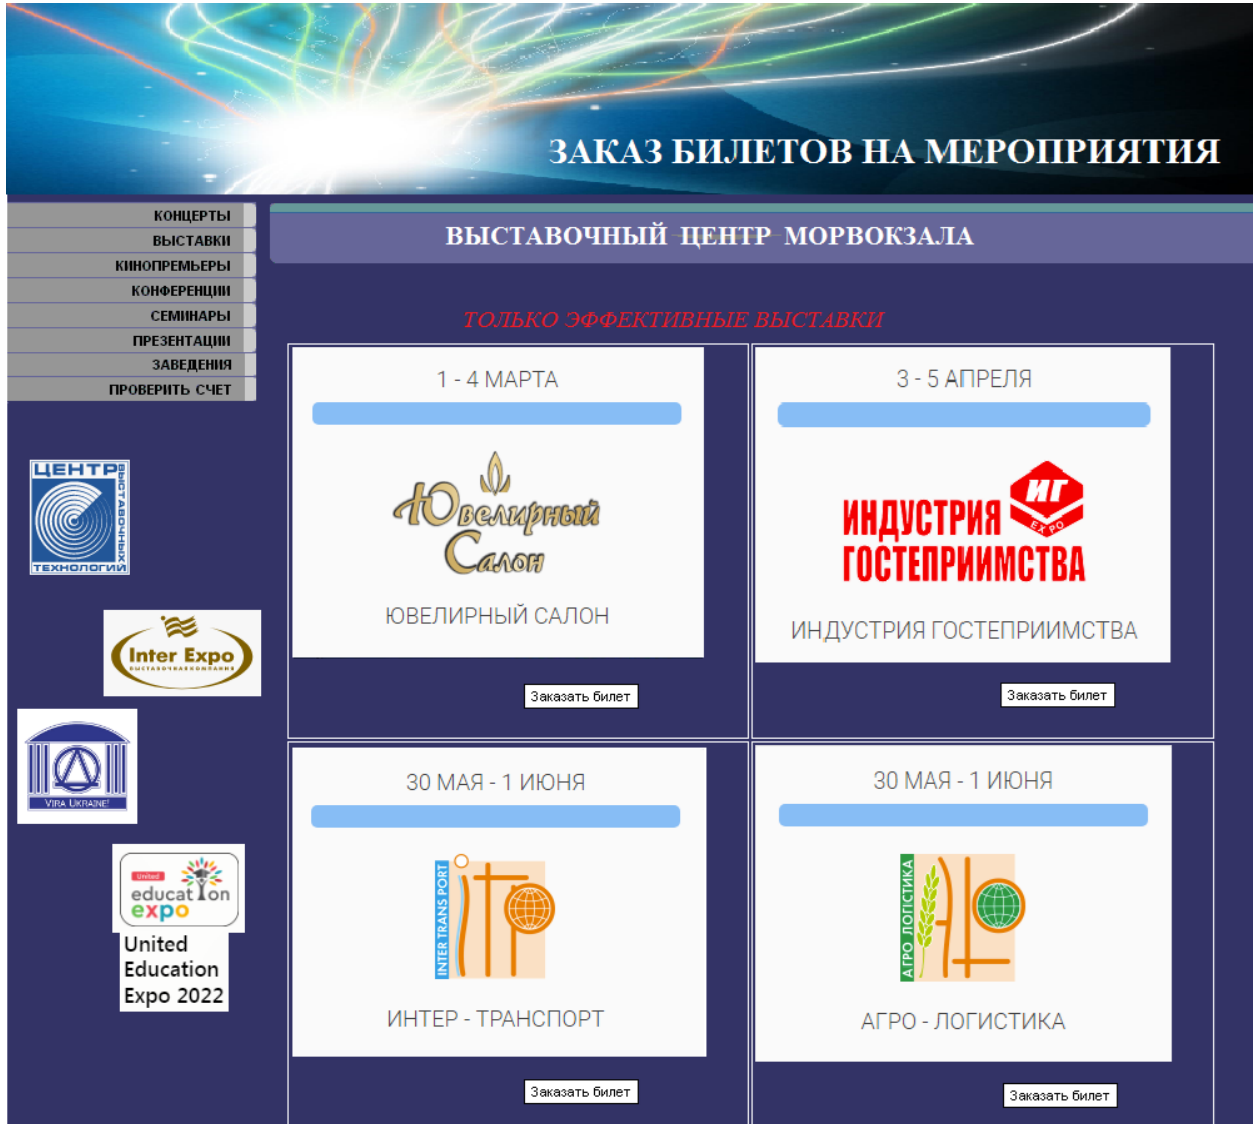 ЗАКАЗ БИЛЕТОВ НА МЕРОПРИЯТИЯ
КОНЦЕРТЫ
ВЫСТАВКИ
КИНОПРЕМЬЕРЫ
КОНФЕРЕНЦИИ
СЕМИНАРЫ
ПРЕЗЕНТАЦИИ
ЗАВЕДЕНИЯ
ПРОВЕРИТЬ СЧЕТ
ЦЕНТР
ВЫСТАВОЧНЫХ
ТЕХНОЛОГИЙ
Inter Expo
ВЫСТАВОЧНАЯ КОМПАНИЯ
VIRA UKRAINE!
United
education
expo
United
Education
Expo 2022
ВЫСТАВОЧНЫЙ ЦЕНТР МОРВОКЗАЛА
ТОЛЬКО ЭФФЕКТИВНЫЕ ВЫСТАВКИ
1 - 4 МАРТА
Ювелирный
Салон
ЮВЕЛИРНЫЙ САЛОН
Заказать билет
3 - 5 АПРЕЛЯ
ИГ
EXPO
ИНДУСТРИЯ
ГОСТЕПРИИМСТВА
ИНДУСТРИЯ ГОСТЕПРИИМСТВА
Заказать билет
30 МАЯ - 1 ИЮНЯ
INTER TRANS PORT
ИНТЕР - ТРАНСПОРТ
Заказать билет
30 МАЯ - 1 ИЮНЯ
АГРО ЛОГІСТИКА
АГРО - ЛОГИСТИКА
Заказать билет